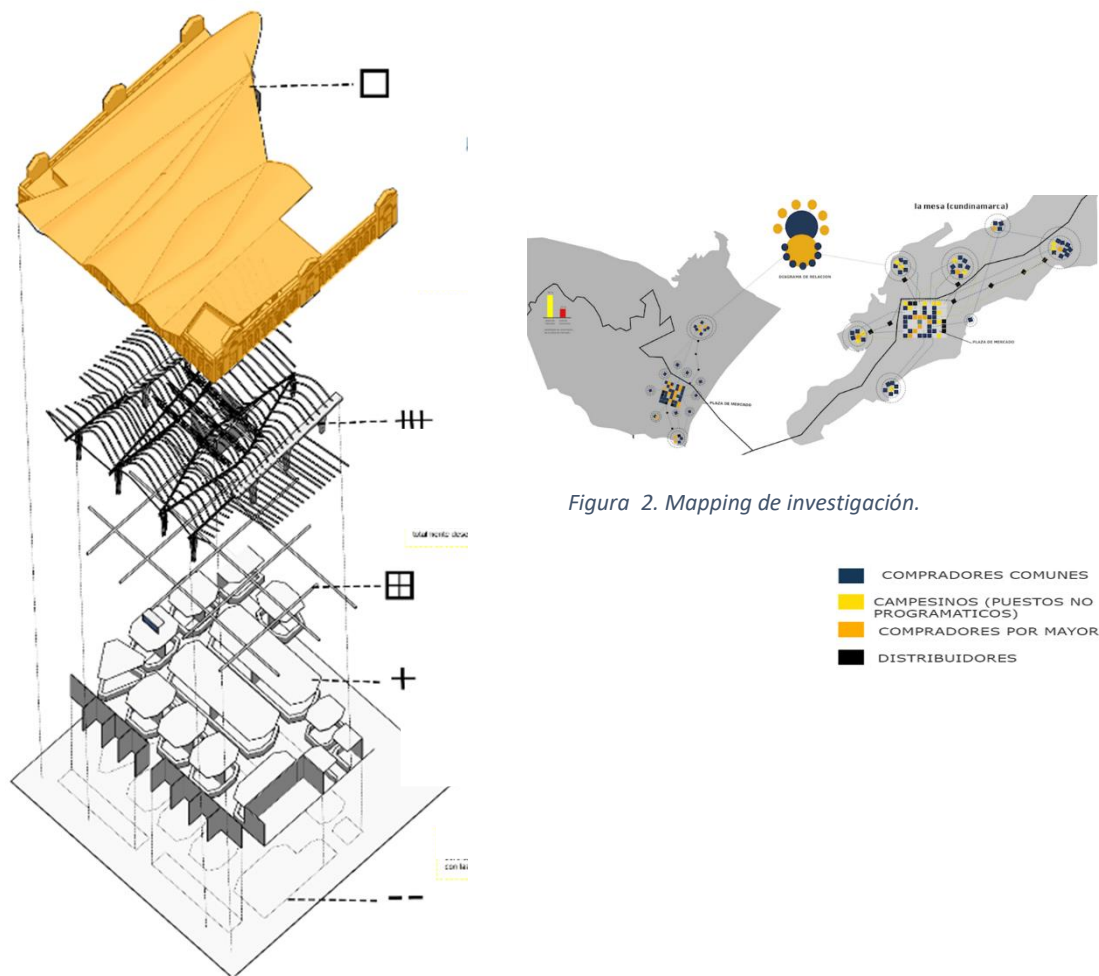 la mesa (cundinamarca)
DIAGRAMA DE RELACION
PLAZA DE MERCADO
PLAZA DE MERCADO
Figura 2. Mapping de investigación.
COMPRADORES COMUNES
CAMPESINOS (PUESTOS NO
PROGRAMATICOS)
COMPRADORES POR MAYOR
DISTRIBUIDORES
con